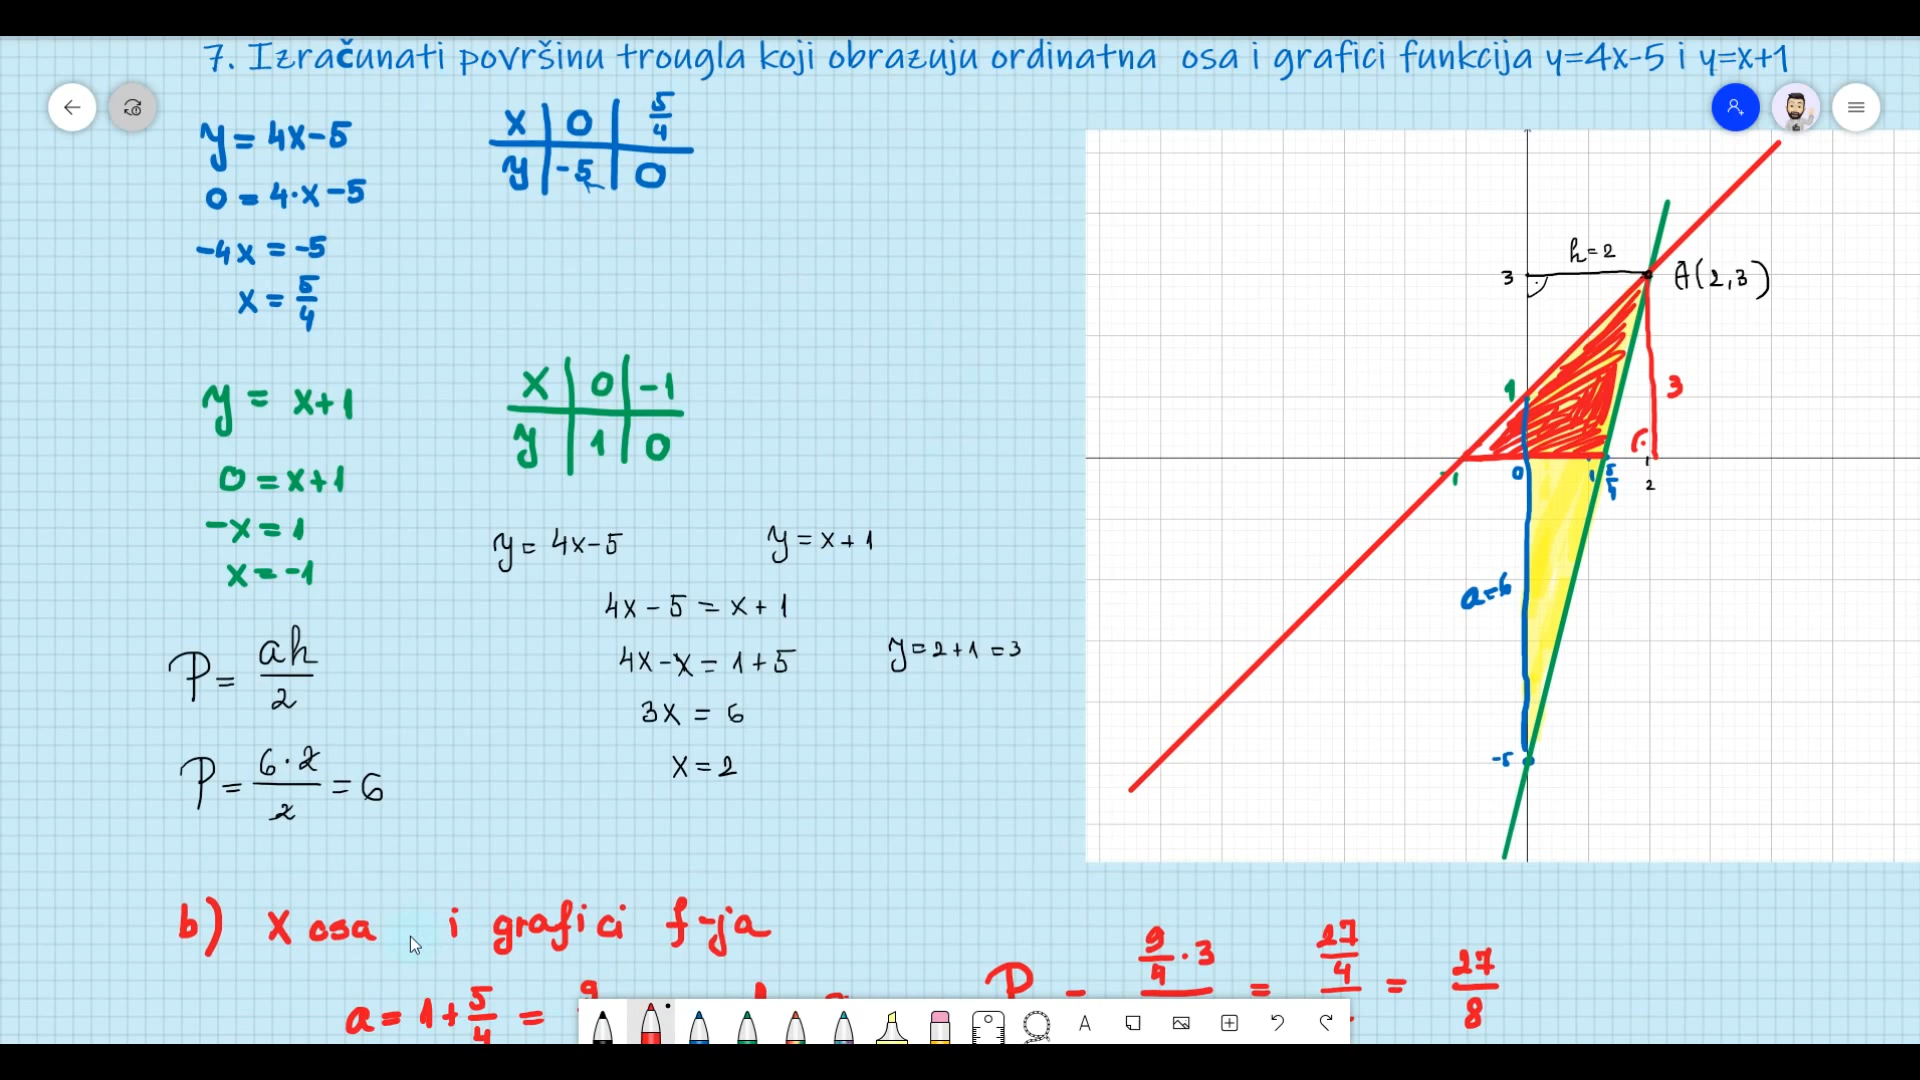 7. Izračunati površinu trougla koji obrazuju ordinatna osa i grafici funkcija y=4x-5 i y=x+1
y = 4x-5
0 = 4·x-5
-4x = -5
x = 5/4
x | 0 | 5/4
y | -5 | 0
y = x+1
0 = x+1
-x = 1
x = -1
x | 0 | -1
y | 1 | 0
y = 4x-5
y = x+1
4x-5 = x+1
4x-x = 1+5
3x = 6
x = 2
y = 2+1 = 3
P = ah/2
P = 6·2/2 = 6
h=2
3
A(2,3)
1
3
-1
0
1
5/4
2
a=6
-5
b) x osa i grafici f-ja
a = 1 + 5/4 =
P = 9/4 · 3 = 27/4 = 27/8
A